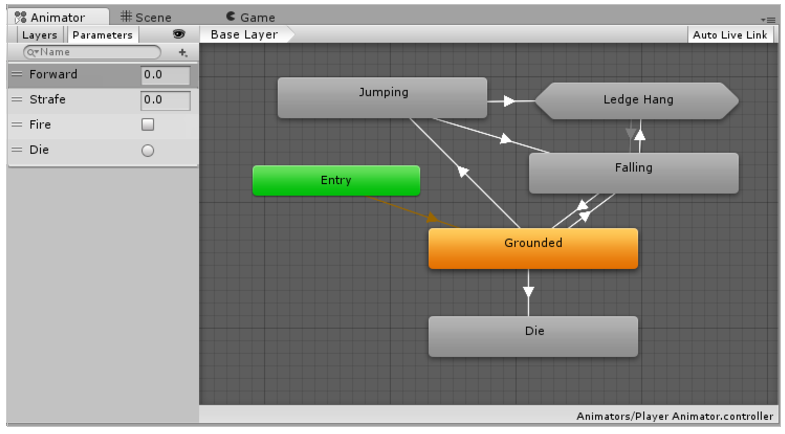 Animator
Scene
Game
Layers
Parameters
Base Layer
Auto Live Link
Name
Forward
0.0
Strafe
0.0
Fire
Die
Jumping
Ledge Hang
Falling
Entry
Grounded
Die
Animators/Player Animator.controller